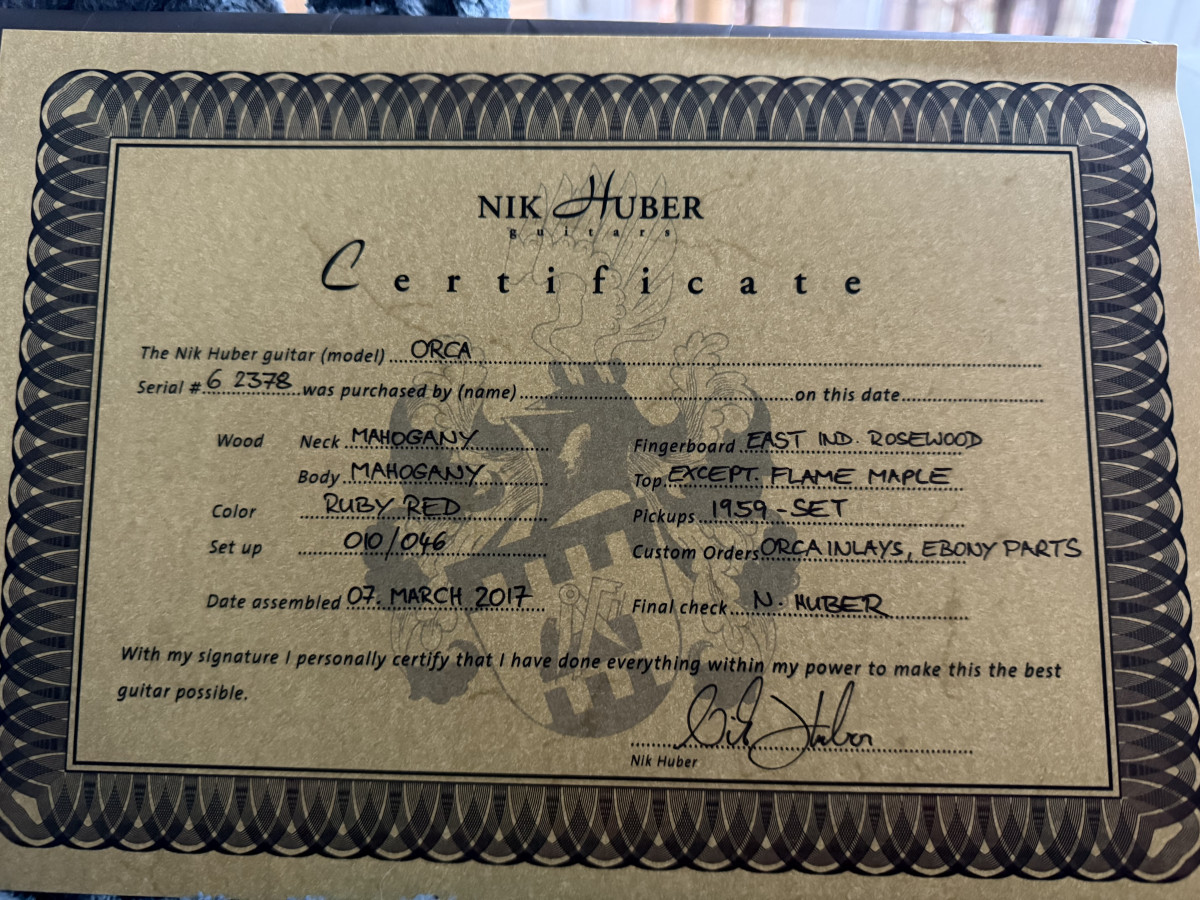 NIK HUBER
guitars
Certificate
The Nik Huber guitar (model) ORCA
Serial # 6 2378 was purchased by (name) on this date
Wood Neck MAHOGANY Fingerboard EAST IND. ROSEWOOD
Body MAHOGANY Top EXCEPT. FLAME MAPLE
Color RUBY RED Pickups 1959-SET
Set up 010/046 Custom Orders ORCA INLAYS, EBONY PARTS
Date assembled 07. MARCH 2017 Final check N. HUBER
With my signature I personally certify that I have done everything within my power to make this the best
guitar possible.
Nik Huber
Nik Huber